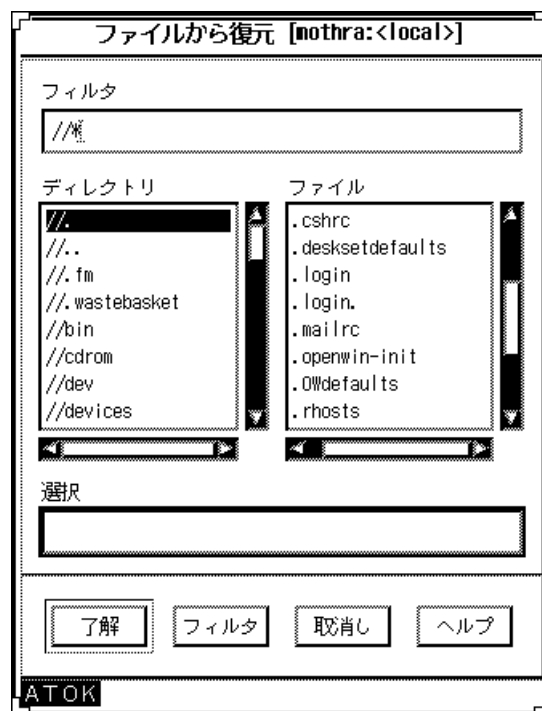 ファイルから復元 [mothra:<local>]
フィルタ
//*
ディレクトリ
//.
//..
//.fm
//.wastebasket
//bin
//cdrom
//dev
//devices
ファイル
.cshrc
.desksetdefaults
.login
.login.
.mailrc
.openwin-init
.OWdefaults
.rhosts
選択
了解
フィルタ
取消し
ヘルプ
ATOK